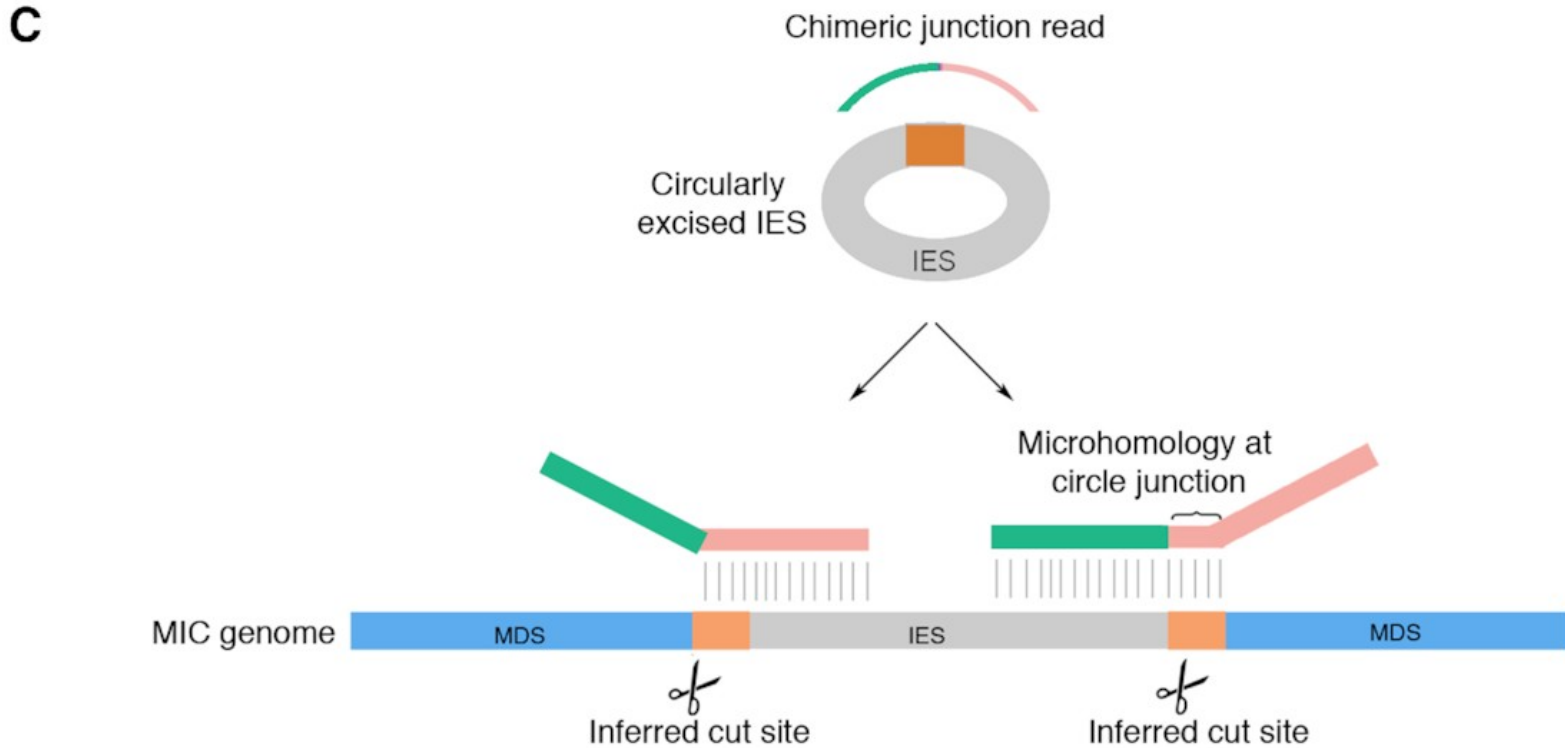 C
Chimeric junction read
Circularly
excised IES
IES
Microhomology at
circle junction
MIC genome
MDS
IES
MDS
Inferred cut site
Inferred cut site